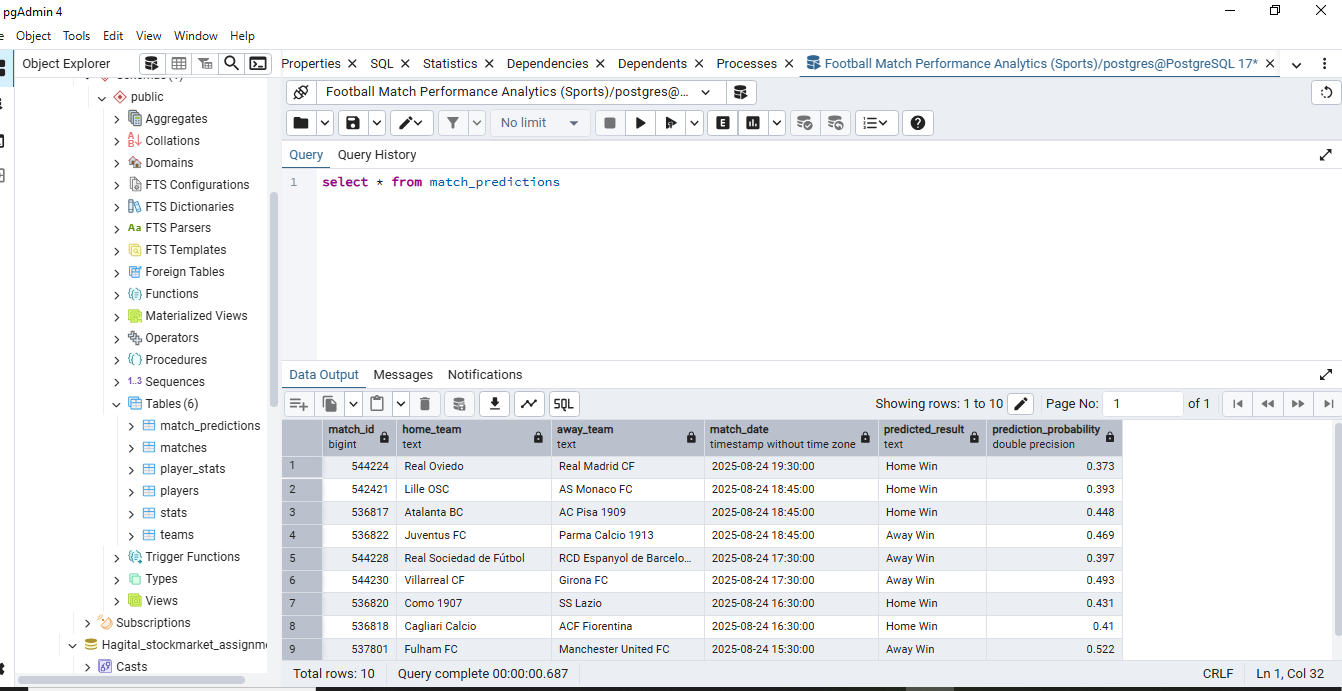 pgAdmin 4
Object Tools Edit View Window Help
Object Explorer
Properties SQL Statistics Dependencies Dependents Processes Football Match Performance Analytics (Sports)/postgres@PostgreSQL 17*
public
Aggregates
Collations
Domains
FTS Configurations
FTS Dictionaries
Aa FTS Parsers
FTS Templates
Foreign Tables
Functions
Materialized Views
Operators
Procedures
1..3 Sequences
Tables (6)
match_predictions
matches
player_stats
players
stats
teams
Trigger Functions
Types
Views
Subscriptions
Hagital_stockmarket_assignm
Casts
Football Match Performance Analytics (Sports)/postgres@...
No limit
E
Query Query History
1 select * from match_predictions
Data Output Messages Notifications
SQL Showing rows: 1 to 10 Page No: 1 of 1
match_id home_team away_team match_date predicted_result prediction_probability
bigint text text timestamp without time zone text double precision
1 544224 Real Oviedo Real Madrid CF 2025-08-24 19:30:00 Home Win 0.373
2 542421 Lille OSC AS Monaco FC 2025-08-24 18:45:00 Home Win 0.393
3 536817 Atalanta BC AC Pisa 1909 2025-08-24 18:45:00 Home Win 0.448
4 536822 Juventus FC Parma Calcio 1913 2025-08-24 18:45:00 Away Win 0.469
5 544228 Real Sociedad de Fútbol RCD Espanyol de Barcelo... 2025-08-24 17:30:00 Away Win 0.397
6 544230 Villarreal CF Girona FC 2025-08-24 17:30:00 Away Win 0.493
7 536820 Como 1907 SS Lazio 2025-08-24 16:30:00 Home Win 0.431
8 536818 Cagliari Calcio ACF Fiorentina 2025-08-24 16:30:00 Home Win 0.41
9 537801 Fulham FC Manchester United FC 2025-08-24 15:30:00 Away Win 0.522
Total rows: 10 Query complete 00:00:00.687 CRLF Ln 1, Col 32